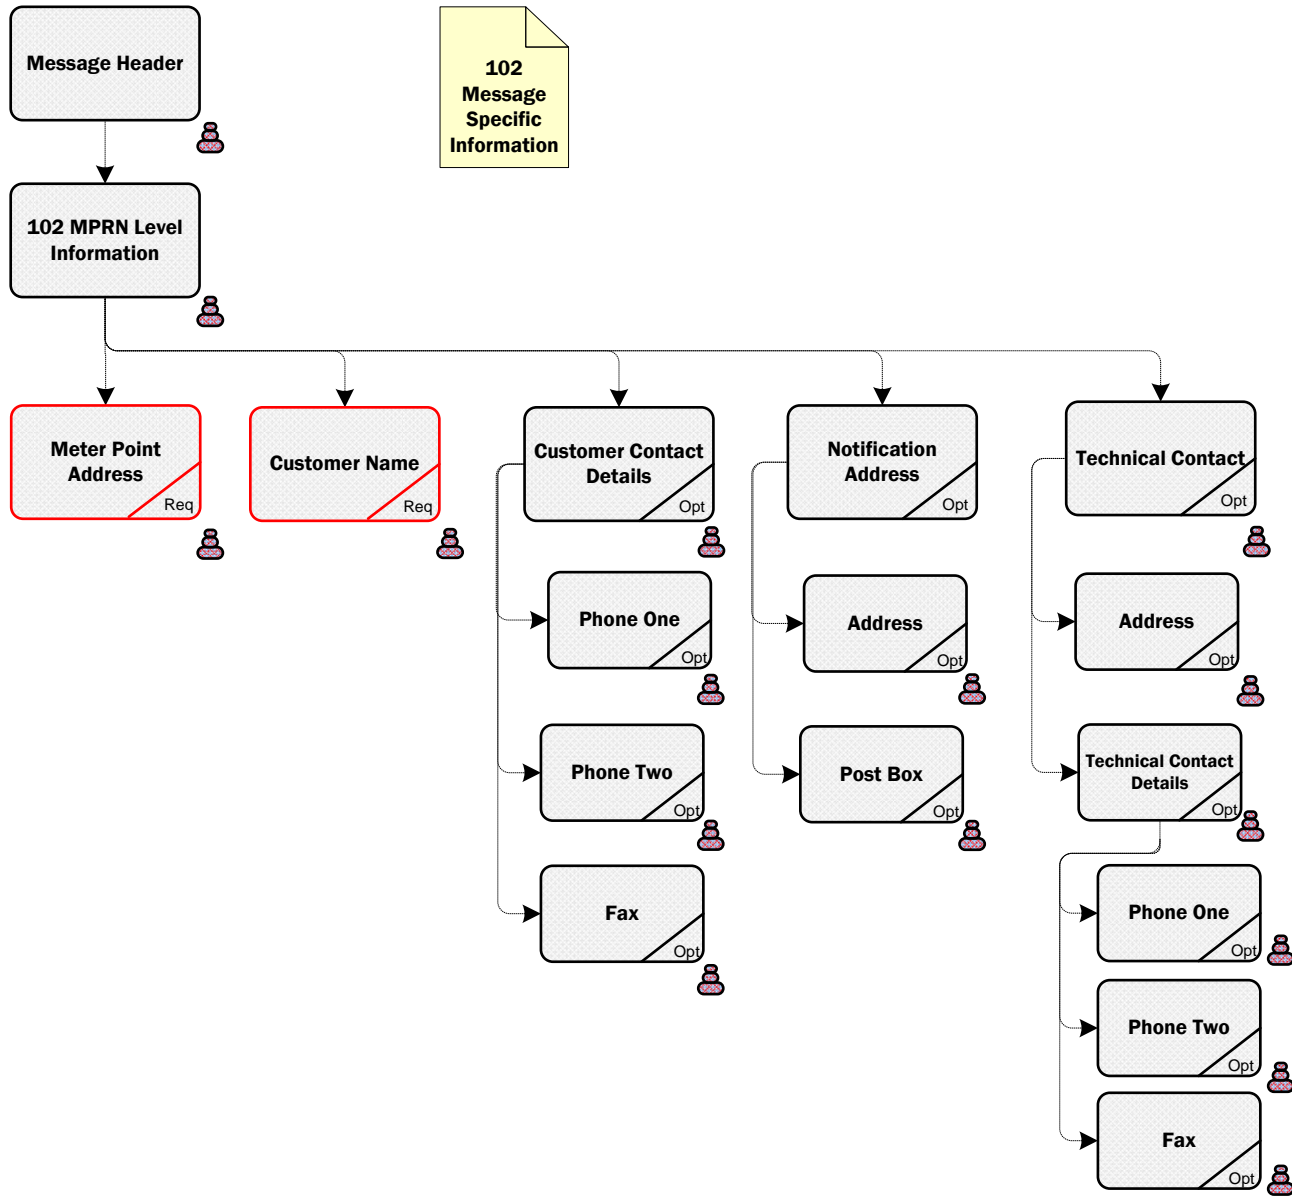 Message Header
102
Message
Specific
Information
102 MPRN Level
Information
Meter Point
Address
Req
Customer Name
Req
Customer Contact
Details
Opt
Notification
Address
Opt
Technical Contact
Opt
Phone One
Opt
Address
Opt
Address
Opt
Phone Two
Opt
Post Box
Opt
Technical Contact
Details
Opt
Fax
Opt
Phone One
Opt
Phone Two
Opt
Fax
Opt